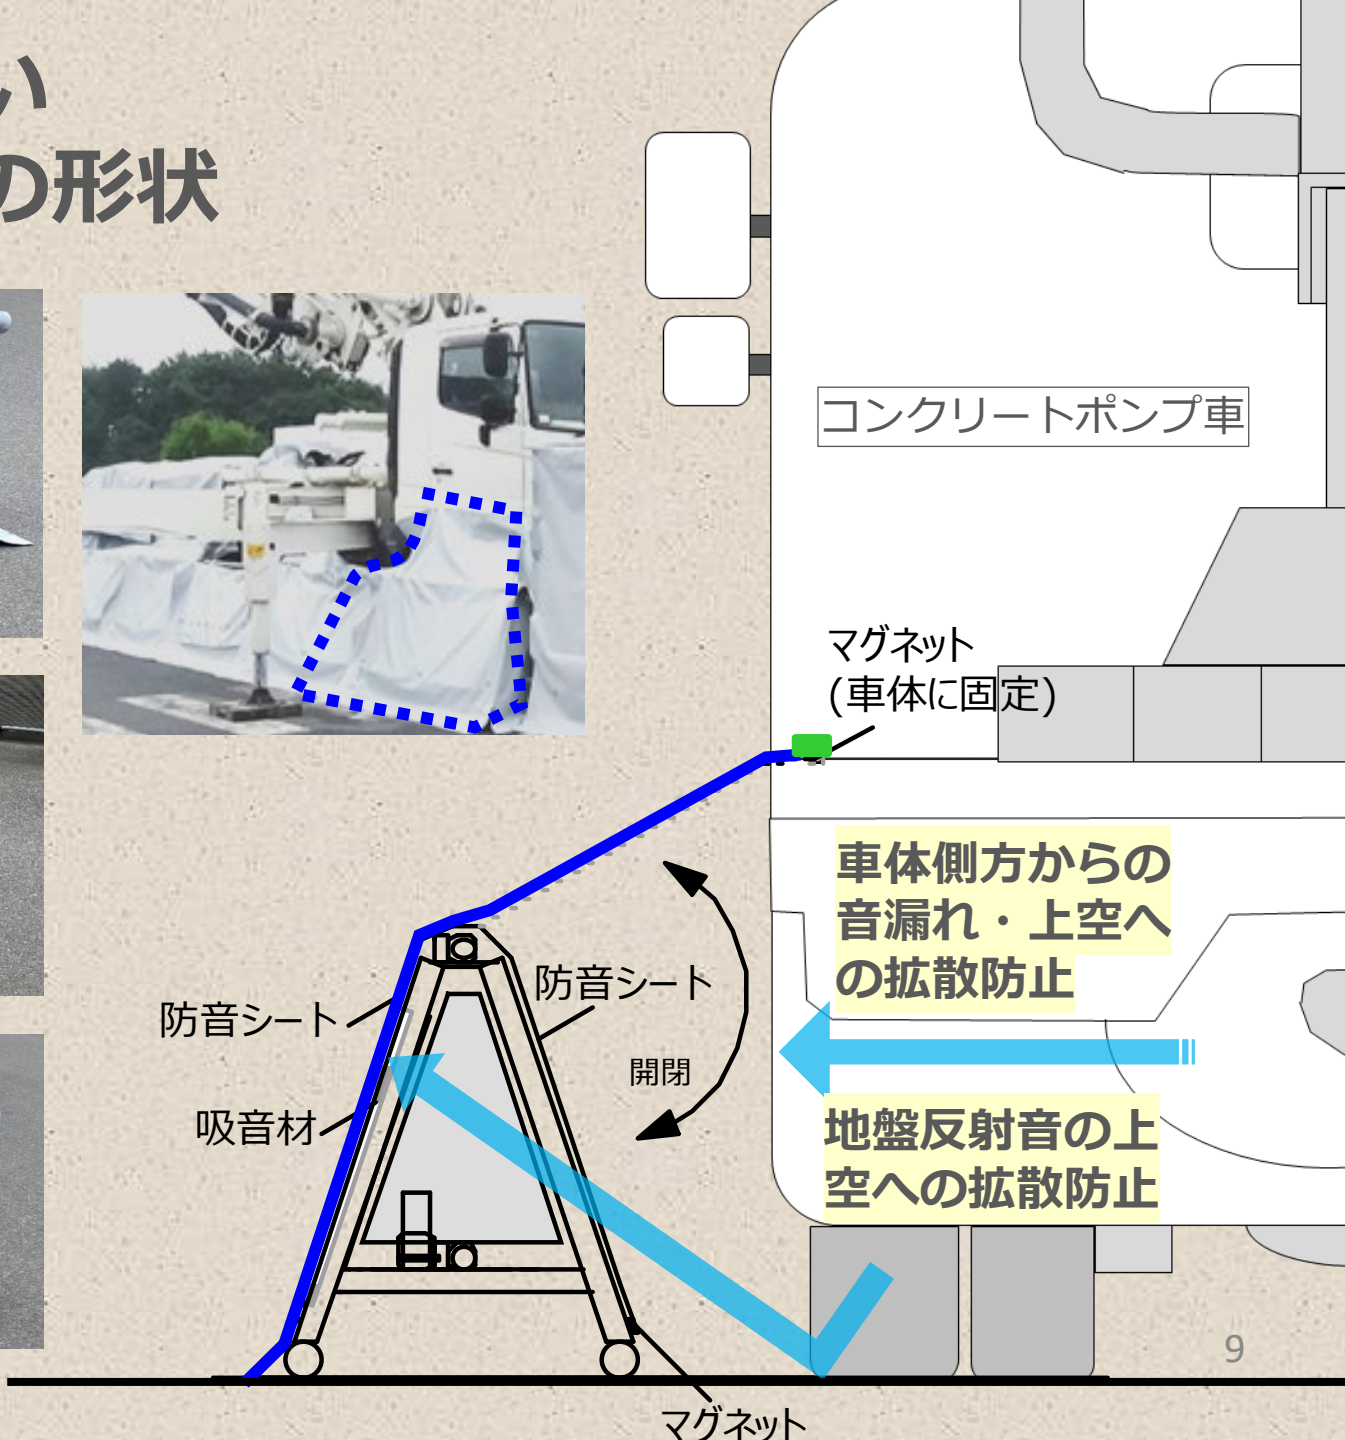 い
の形状
コンクリートポンプ車
マグネット
(車体に固定)
車体側方からの
音漏れ・上空へ
の拡散防止
防音シート
防音シート
開閉
吸音材
地盤反射音の上
空への拡散防止
9
マグネット